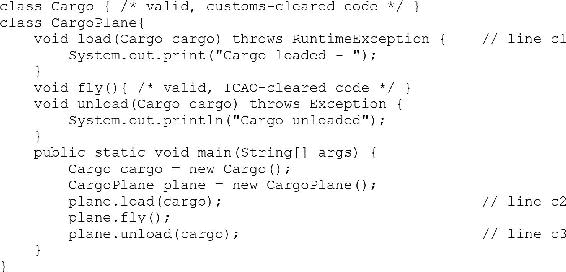 class Cargo { /* valid, customs-cleared code */ }
class CargoPlane{
    void load(Cargo cargo) throws RuntimeException {     // line c1
        System.out.print("Cargo loaded - ");
    }
    void fly(){ /* valid, ICAO-cleared code */ }
    void unload(Cargo cargo) throws Exception {
        System.out.println("Cargo unloaded");
    }
    public static void main(String[] args) {
        Cargo cargo = new Cargo();
        CargoPlane plane = new CargoPlane();
        plane.load(cargo);                               // line c2
        plane.fly();
        plane.unload(cargo);                             // line c3
    }
}